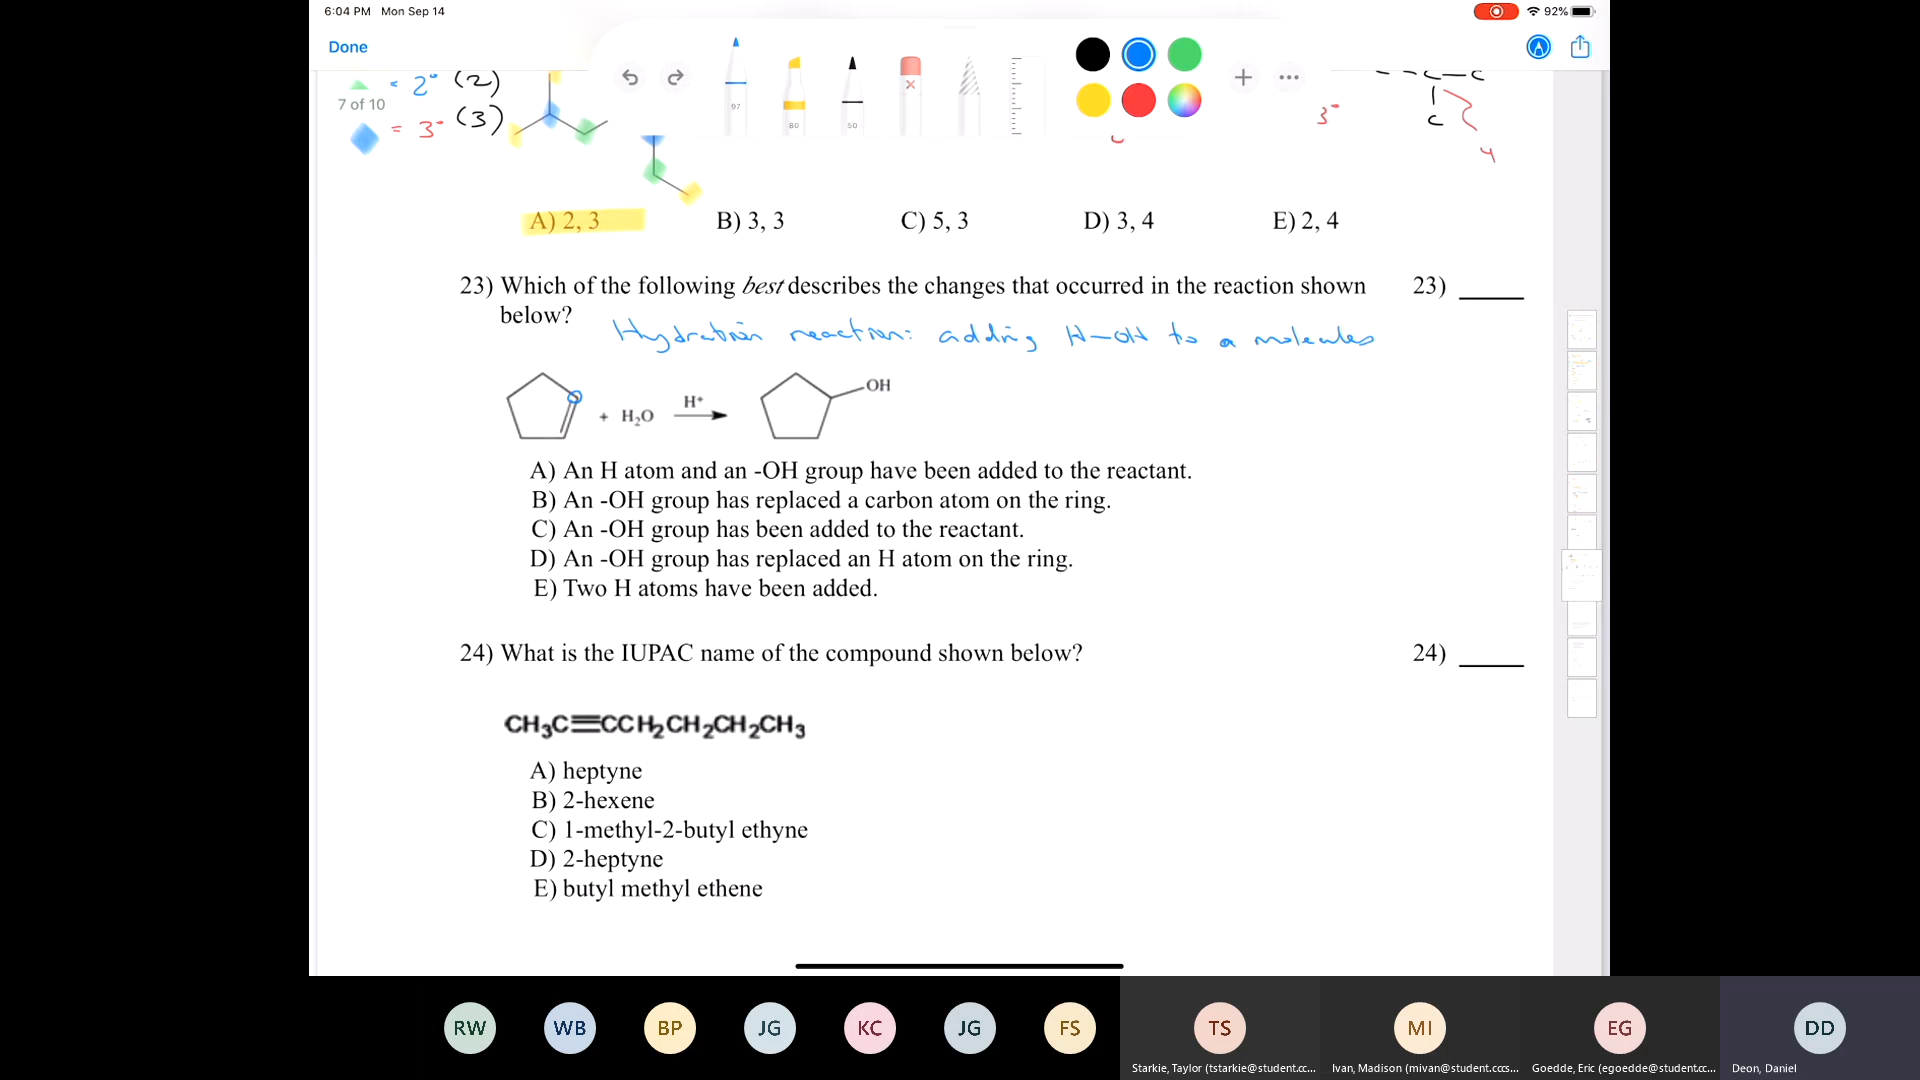 6:04 PM Mon Sep 14
92%
Done
97
80
50
7 of 10
= 2° (2)
= 3° (3)
3°
C
C
4
A) 2, 3 B) 3, 3 C) 5, 3 D) 3, 4 E) 2, 4
23) Which of the following best describes the changes that occurred in the reaction shown 23) _____
below?
Hydration reaction: adding H-OH to a molecules
+ H₂O H⁺ OH
A) An H atom and an -OH group have been added to the reactant.
B) An -OH group has replaced a carbon atom on the ring.
C) An -OH group has been added to the reactant.
D) An -OH group has replaced an H atom on the ring.
E) Two H atoms have been added.
24) What is the IUPAC name of the compound shown below? 24) _____
CH₃C≡CCH₂CH₂CH₂CH₃
A) heptyne
B) 2-hexene
C) 1-methyl-2-butyl ethyne
D) 2-heptyne
E) butyl methyl ethene
RW WB BP JG KC JG FS TS MI EG DD
Starkie, Taylor (tstarkie@student.cc... Ivan, Madison (mivan@student.cccs... Goedde, Eric (egoedde@student.cc... Deon, Daniel